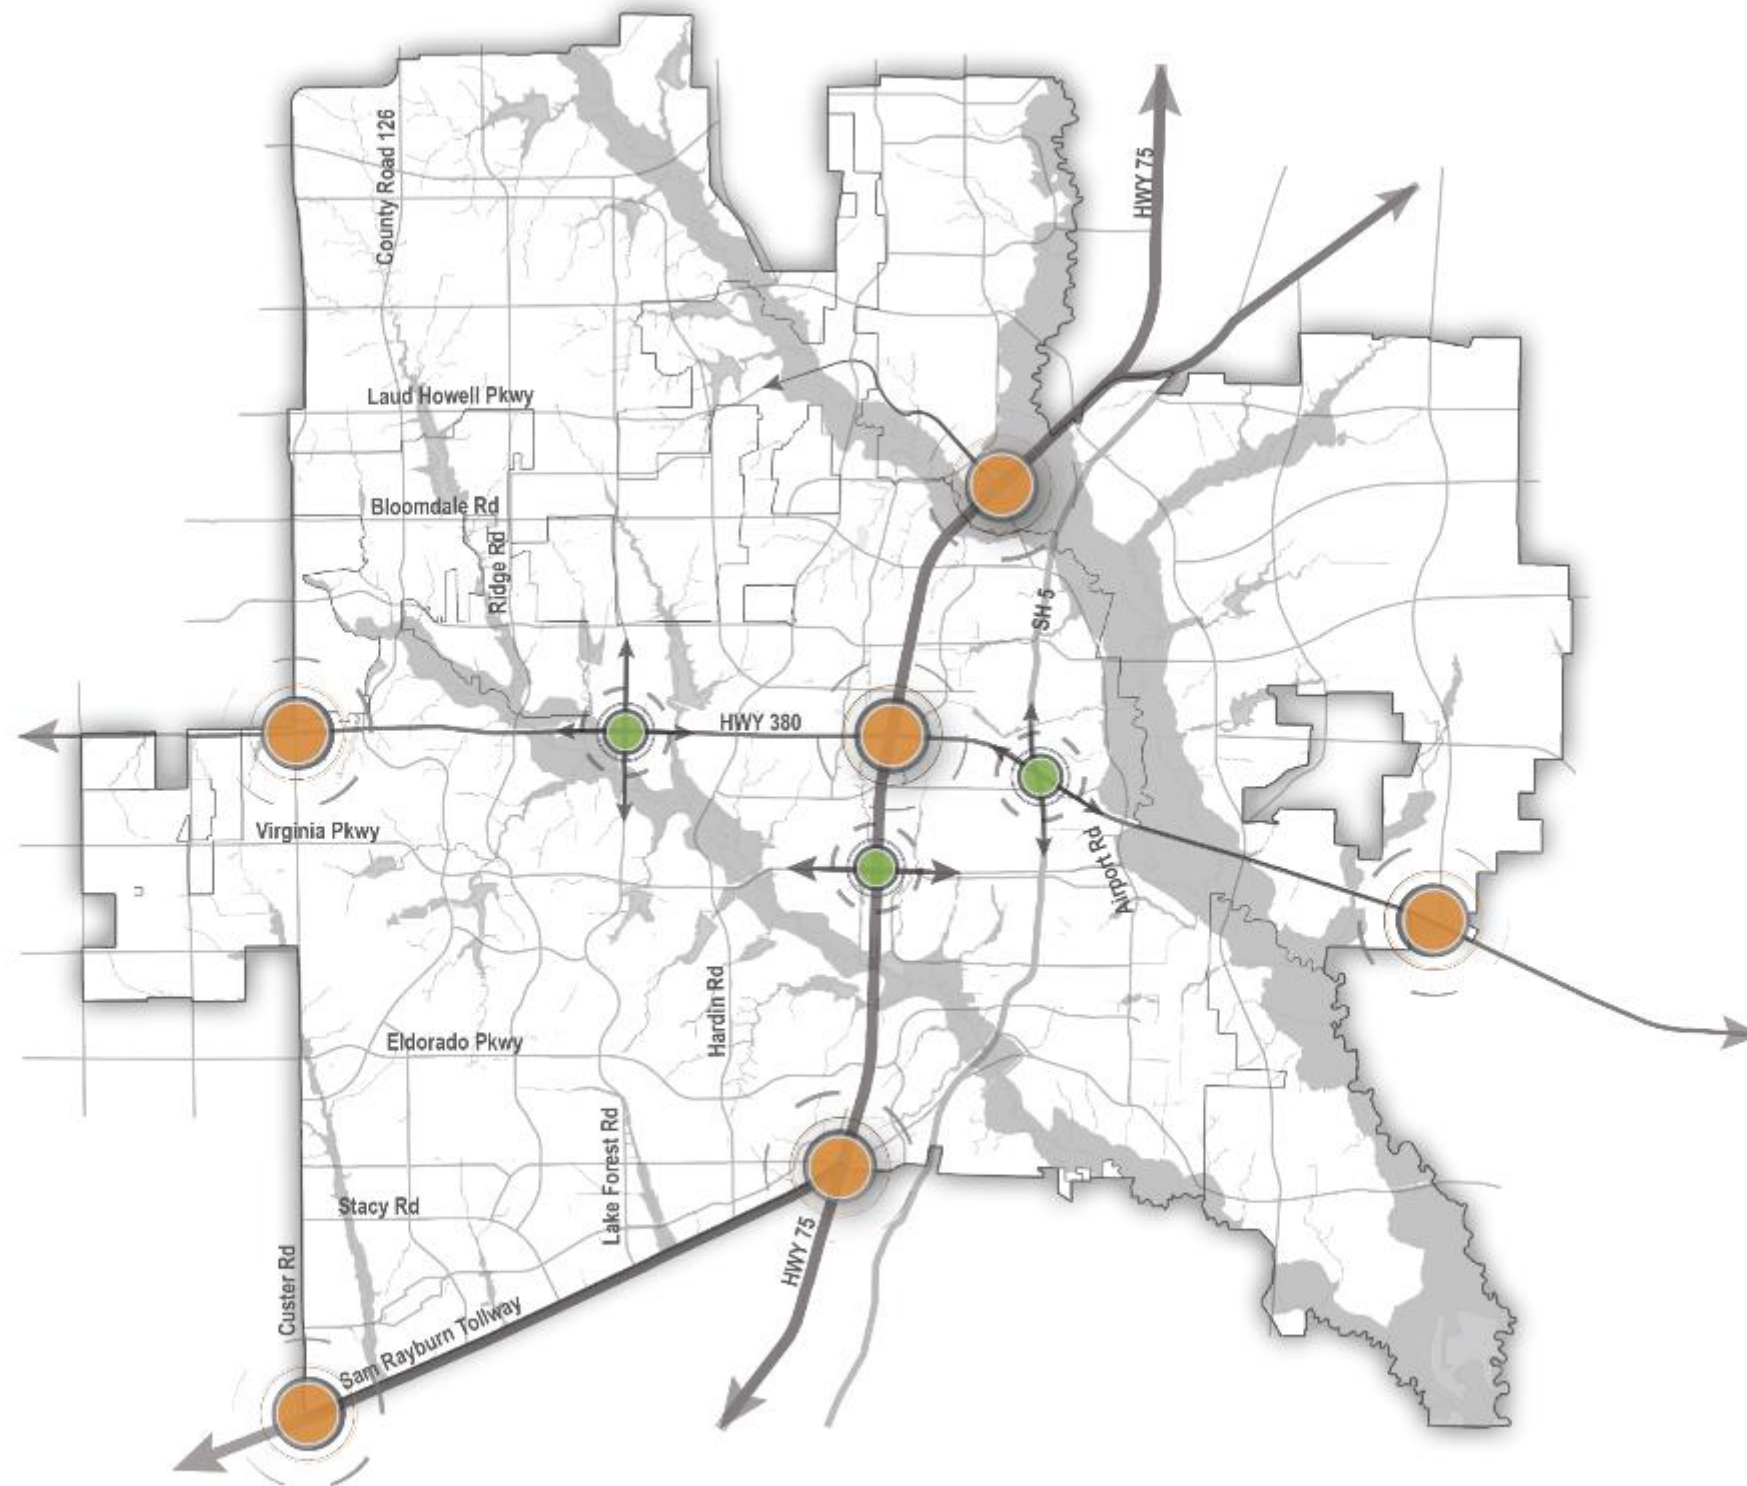 County Road 126
HWY 75
Laud Howell Pkwy
Bloomdale Rd
Ridge Rd
SH 5
HWY 380
Virginia Pkwy
Airport Rd
Hardin Rd
Eldorado Pkwy
Lake Forest Rd
Stacy Rd
HWY 75
Custer Rd
Sam Rayburn Tollway